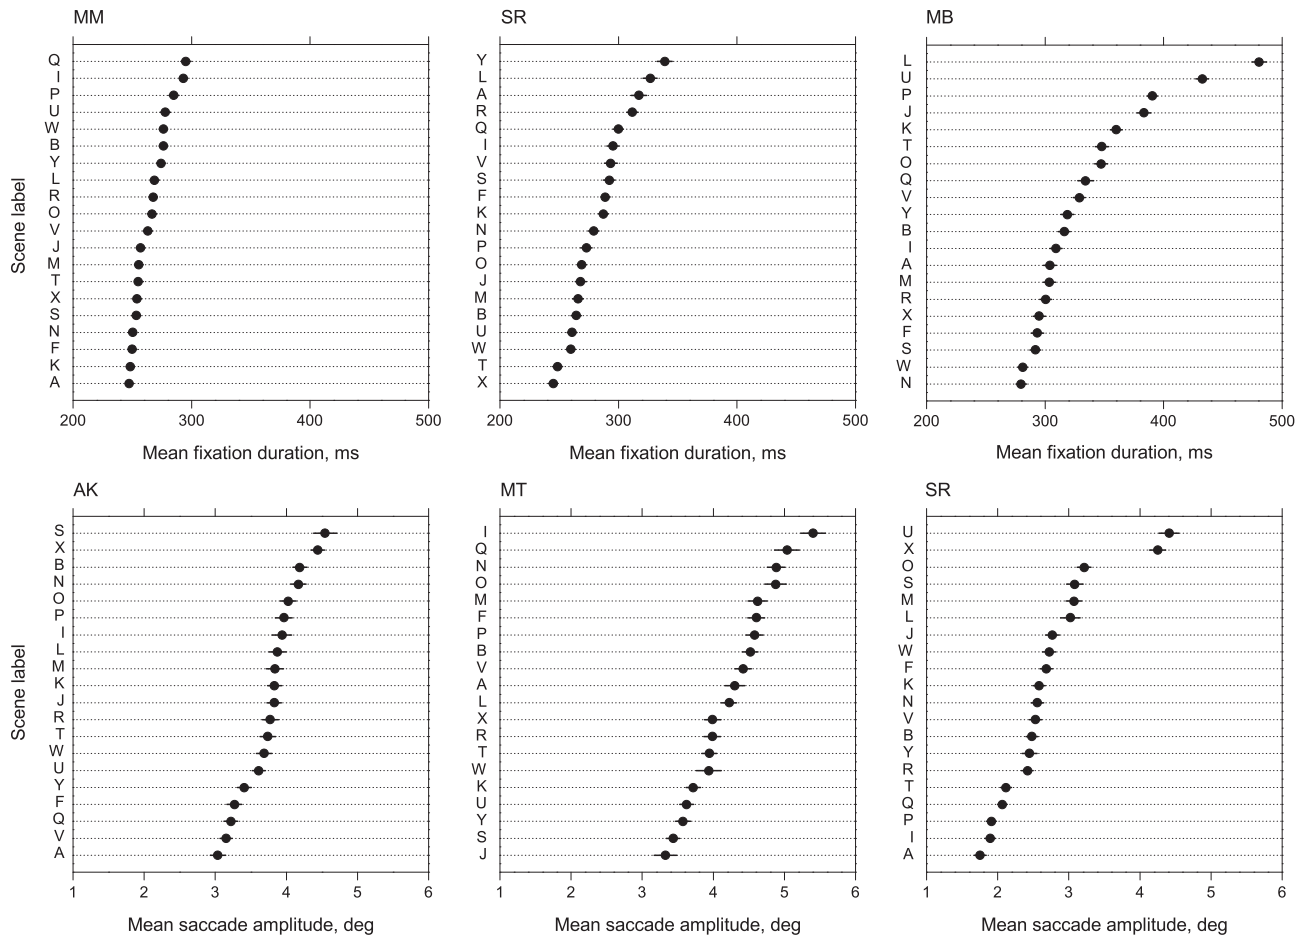 MM
SR
MB
Q
I
P
U
W
B
Y
L
R
O
V
J
M
T
X
S
N
F
K
A
Scene label
200
300
400
500
Mean fixation duration, ms
Y
L
A
R
Q
I
V
S
F
K
N
P
O
J
M
B
U
W
T
X
200
300
400
500
Mean fixation duration, ms
L
U
P
J
K
T
O
Q
V
Y
B
I
A
M
R
X
F
S
W
N
200
300
400
500
Mean fixation duration, ms
AK
MT
SR
S
X
B
N
O
P
I
L
M
K
J
R
T
W
U
Y
F
Q
V
A
Scene label
1
2
3
4
5
6
Mean saccade amplitude, deg
I
Q
N
O
M
F
P
B
V
A
L
X
R
T
W
K
U
Y
S
J
1
2
3
4
5
6
Mean saccade amplitude, deg
U
X
O
S
M
L
J
W
F
K
N
V
B
Y
R
T
Q
P
I
A
1
2
3
4
5
6
Mean saccade amplitude, deg